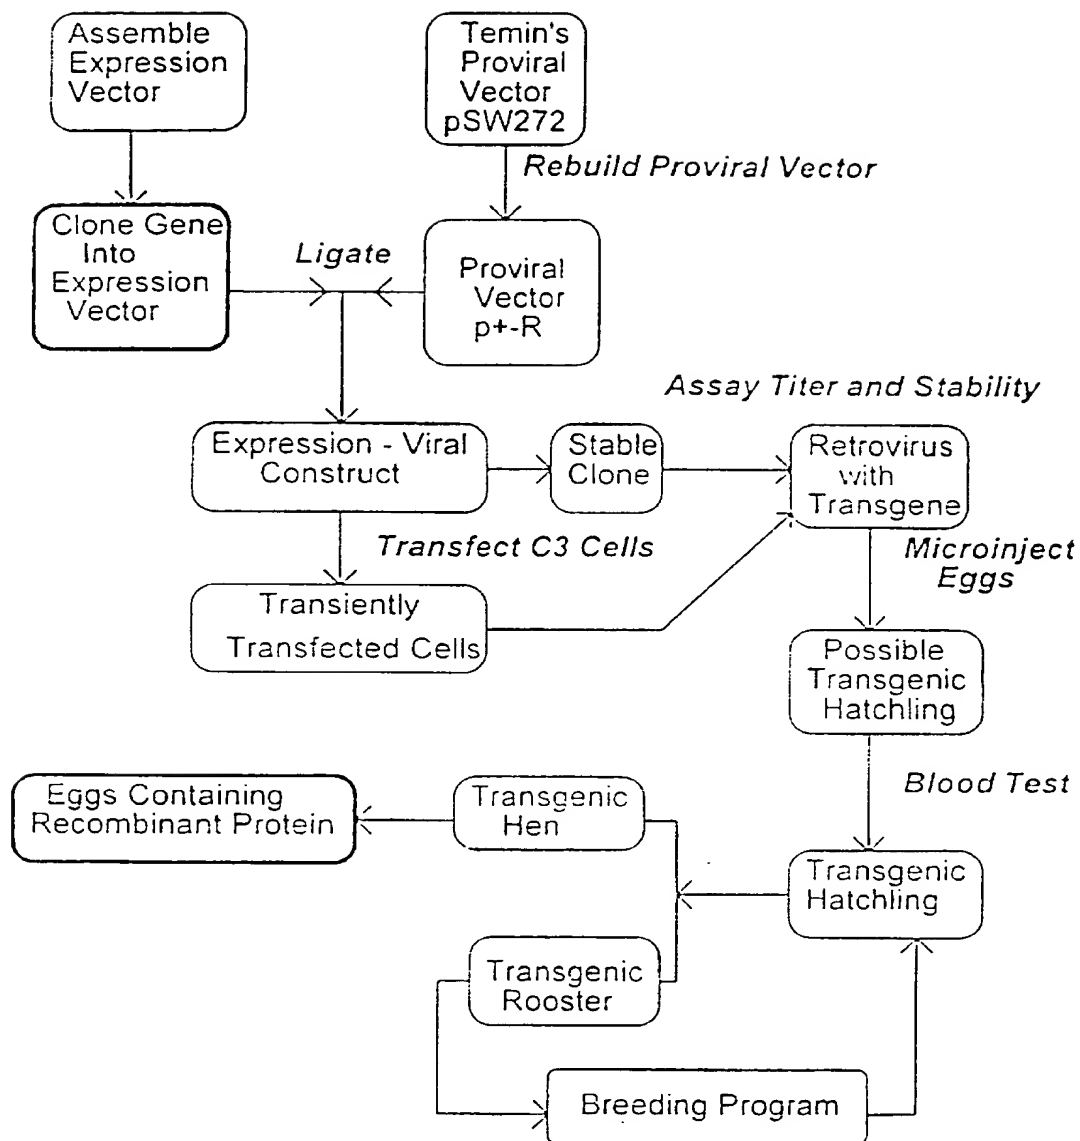 Assemble
Expression
Vector
Temin's
Proviral
Vector
pSW272
Rebuild Proviral Vector
Clone Gene
Into
Expression
Vector
Ligate
Proviral
Vector
p+-R
Assay Titer and Stability
Expression - Viral
Construct
Stable
Clone
Retrovirus
with
Transgene
Transfect C3 Cells
Microinject
Eggs
Transiently
Transfected Cells
Possible
Transgenic
Hatchling
Blood Test
Eggs Containing
Recombinant Protein
Transgenic
Hen
Transgenic
Hatchling
Transgenic
Rooster
Breeding Program